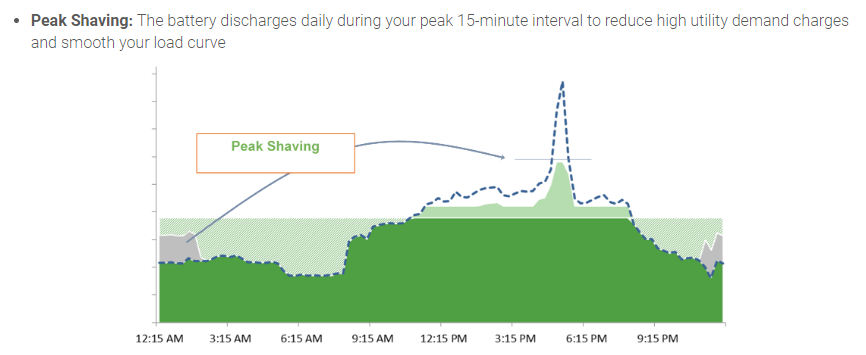 • Peak Shaving: The battery discharges daily during your peak 15-minute interval to reduce high utility demand charges
and smooth your load curve
Peak Shaving
12:15 AM 3:15 AM 6:15 AM 9:15 AM 12:15 PM 3:15 PM 6:15 PM 9:15 PM